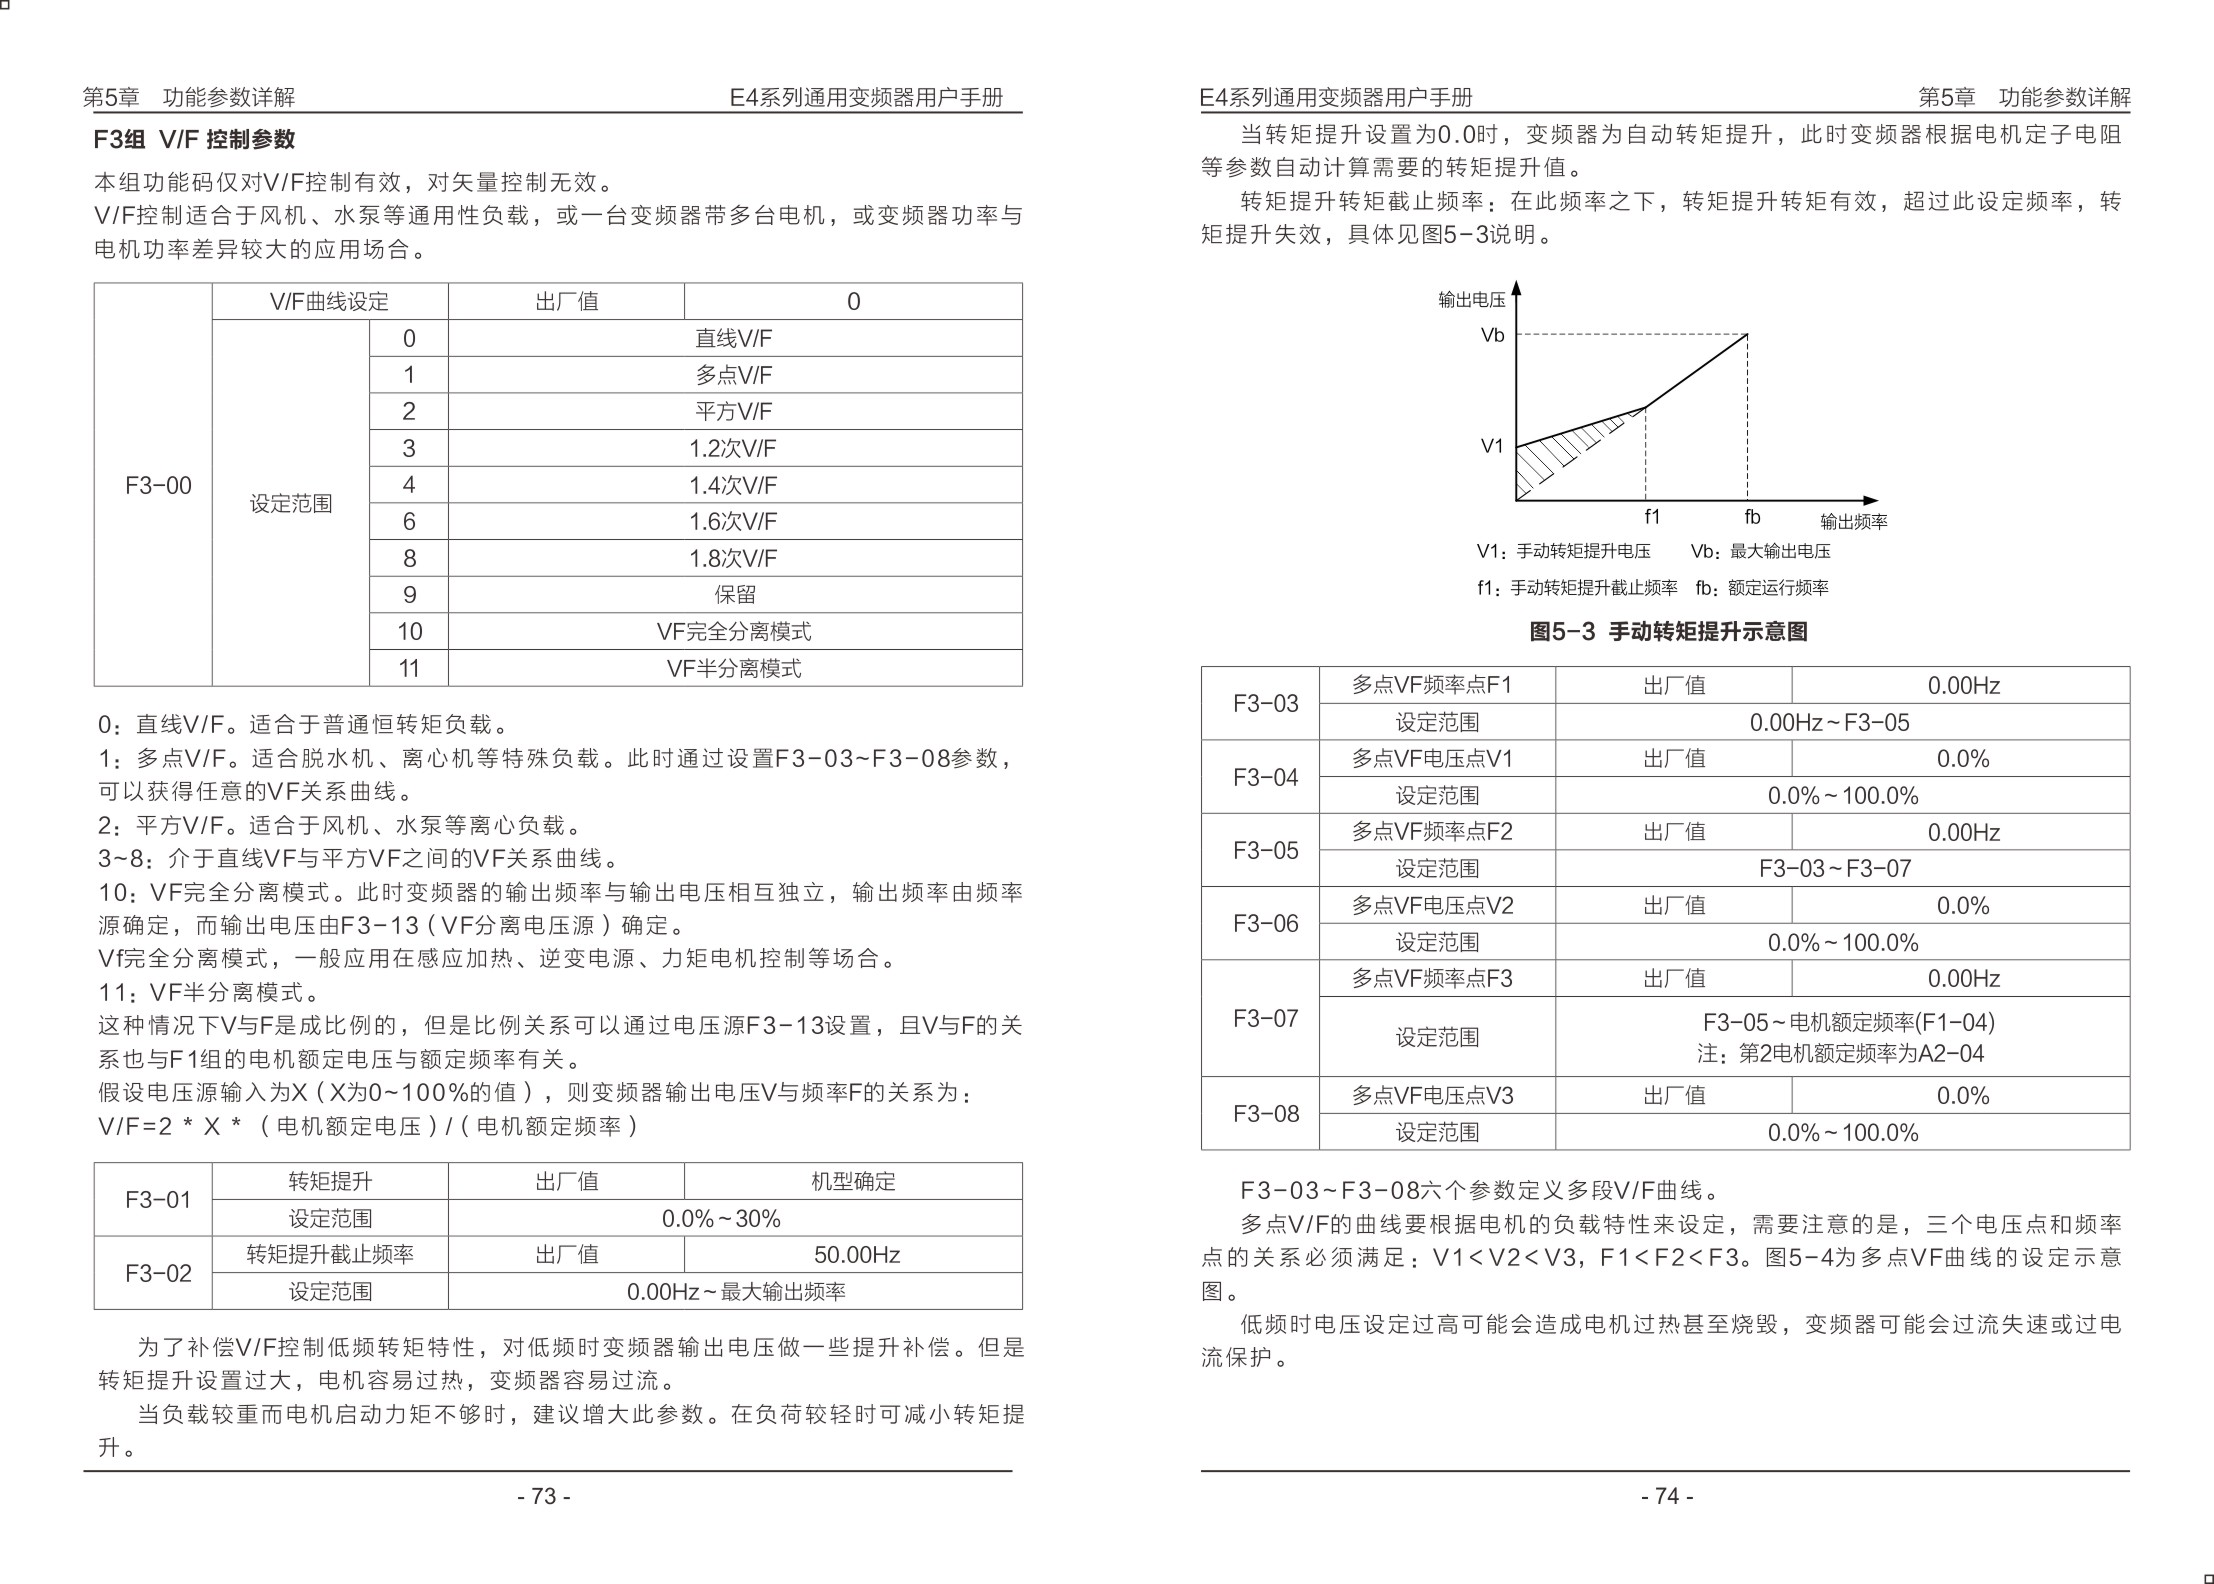 第5章 功能参数详解 E4系列通用变频器用户手册
F3组 V/F 控制参数
本组功能码仅对V/F控制有效，对矢量控制无效。
V/F控制适合于风机、水泵等通用性负载，或一台变频器带多台电机，或变频器功率与
电机功率差异较大的应用场合。
F3-00 V/F曲线设定 出厂值 0
设定范围
0 直线V/F
1 多点V/F
2 平方V/F
3 1.2次V/F
4 1.4次V/F
6 1.6次V/F
8 1.8次V/F
9 保留
10 VF完全分离模式
11 VF半分离模式
0：直线V/F。适合于普通恒转矩负载。
1：多点V/F。适合脱水机、离心机等特殊负载。此时通过设置F3-03~F3-08参数，
可以获得任意的VF关系曲线。
2：平方V/F。适合于风机、水泵等离心负载。
3~8：介于直线VF与平方VF之间的VF关系曲线。
10：VF完全分离模式。此时变频器的输出频率与输出电压相互独立，输出频率由频率
源确定，而输出电压由F3-13（VF分离电压源）确定。
Vf完全分离模式，一般应用在感应加热、逆变电源、力矩电机控制等场合。
11：VF半分离模式。
这种情况下V与F是成比例的，但是比例关系可以通过电压源F3-13设置，且V与F的关
系也与F1组的电机额定电压与额定频率有关。
假设电压源输入为X（X为0~100%的值），则变频器输出电压V与频率F的关系为：
V/F=2 * X * （电机额定电压）/（电机额定频率）
F3-01 转矩提升 出厂值 机型确定
设定范围 0.0%~30%
F3-02 转矩提升截止频率 出厂值 50.00Hz
设定范围 0.00Hz~最大输出频率
为了补偿V/F控制低频转矩特性，对低频时变频器输出电压做一些提升补偿。但是
转矩提升设置过大，电机容易过热，变频器容易过流。
当负载较重而电机启动力矩不够时，建议增大此参数。在负荷较轻时可减小转矩提
升。
- 73 -
E4系列通用变频器用户手册 第5章 功能参数详解
当转矩提升设置为0.0时，变频器为自动转矩提升，此时变频器根据电机定子电阻
等参数自动计算需要的转矩提升值。
转矩提升转矩截止频率：在此频率之下，转矩提升转矩有效，超过此设定频率，转
矩提升失效，具体见图5-3说明。
输出电压
Vb
V1
f1 fb 输出频率
V1：手动转矩提升电压 Vb：最大输出电压
f1：手动转矩提升截止频率 fb：额定运行频率
图5-3 手动转矩提升示意图
F3-03 多点VF频率点F1 出厂值 0.00Hz
设定范围 0.00Hz~F3-05
F3-04 多点VF电压点V1 出厂值 0.0%
设定范围 0.0%~100.0%
F3-05 多点VF频率点F2 出厂值 0.00Hz
设定范围 F3-03~F3-07
F3-06 多点VF电压点V2 出厂值 0.0%
设定范围 0.0%~100.0%
F3-07 多点VF频率点F3 出厂值 0.00Hz
设定范围 F3-05~电机额定频率(F1-04)
注：第2电机额定频率为A2-04
F3-08 多点VF电压点V3 出厂值 0.0%
设定范围 0.0%~100.0%
F3-03~F3-08六个参数定义多段V/F曲线。
多点V/F的曲线要根据电机的负载特性来设定，需要注意的是，三个电压点和频率
点的关系必须满足：V1<V2<V3，F1<F2<F3。图5-4为多点VF曲线的设定示意
图。
低频时电压设定过高可能会造成电机过热甚至烧毁，变频器可能会过流失速或过电
流保护。
- 74 -